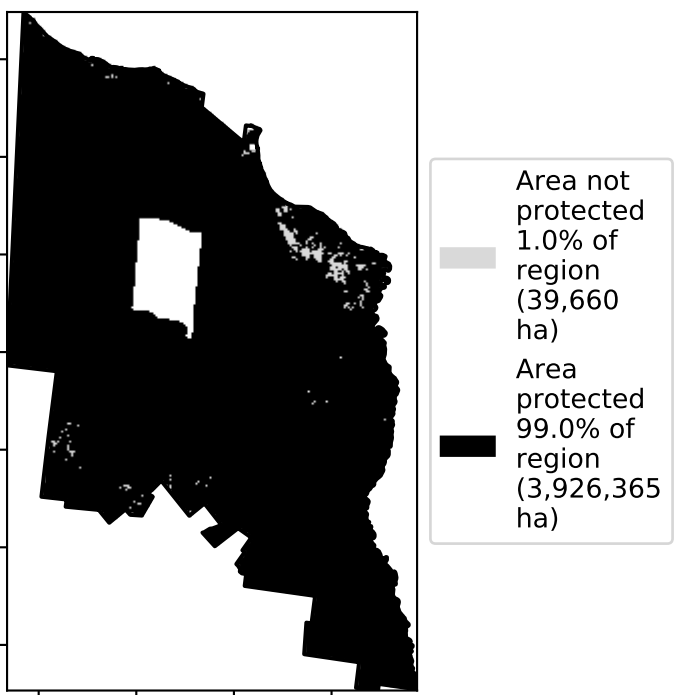 Area not
protected
1.0% of
region
(39,660
ha)
Area
protected
99.0% of
region
(3,926,365
ha)